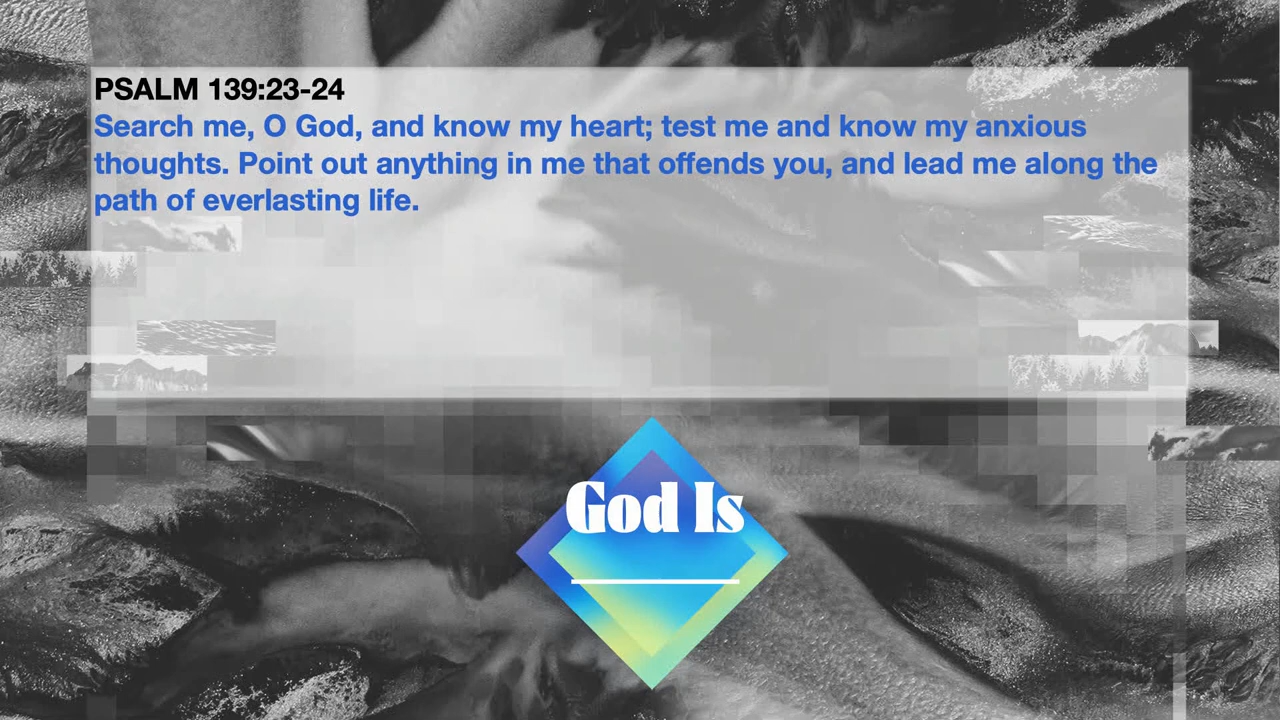 PSALM 139:23-24
Search me, O God, and know my heart; test me and know my anxious
thoughts. Point out anything in me that offends you, and lead me along the
path of everlasting life.
God Is